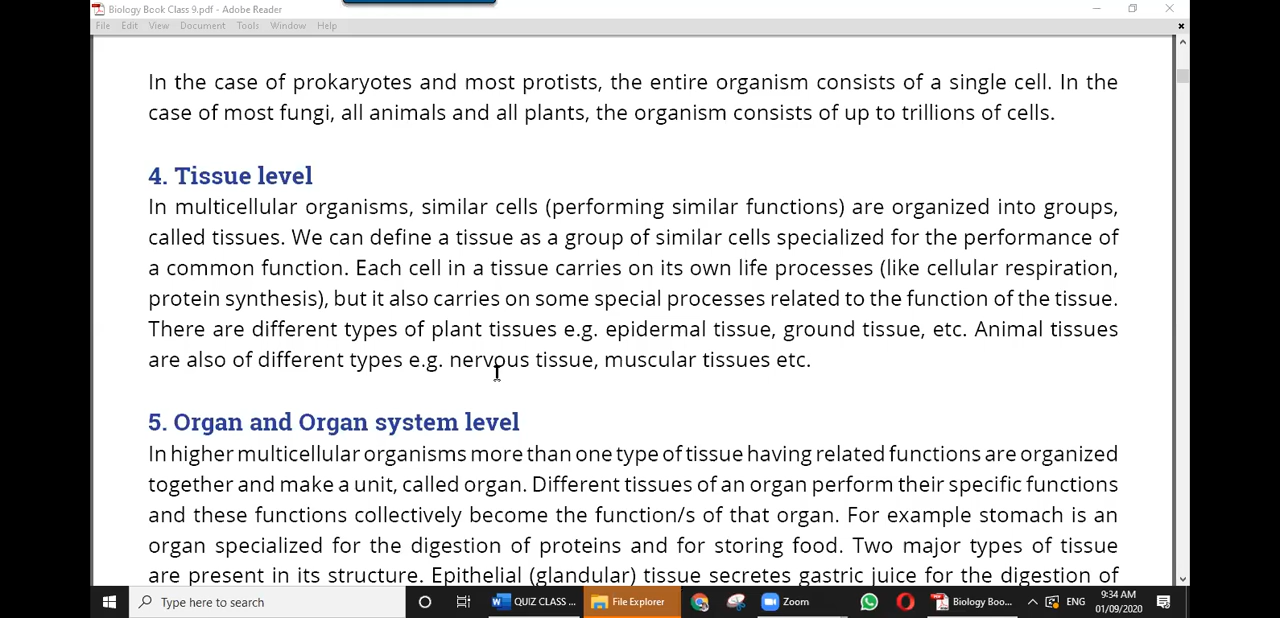 Biology Book Class 9.pdf - Adobe Reader
File Edit View Document Tools Window Help
In the case of prokaryotes and most protists, the entire organism consists of a single cell. In the
case of most fungi, all animals and all plants, the organism consists of up to trillions of cells.
4. Tissue level
In multicellular organisms, similar cells (performing similar functions) are organized into groups,
called tissues. We can define a tissue as a group of similar cells specialized for the performance of
a common function. Each cell in a tissue carries on its own life processes (like cellular respiration,
protein synthesis), but it also carries on some special processes related to the function of the tissue.
There are different types of plant tissues e.g. epidermal tissue, ground tissue, etc. Animal tissues
are also of different types e.g. nervous tissue, muscular tissues etc.
5. Organ and Organ system level
In higher multicellular organisms more than one type of tissue having related functions are organized
together and make a unit, called organ. Different tissues of an organ perform their specific functions
and these functions collectively become the function/s of that organ. For example stomach is an
organ specialized for the digestion of proteins and for storing food. Two major types of tissue
are present in its structure. Epithelial (glandular) tissue secretes gastric juice for the digestion of
Type here to search QUIZ CLASS ... File Explorer Zoom Biology Boo... ENG 9:34 AM
01/09/2020